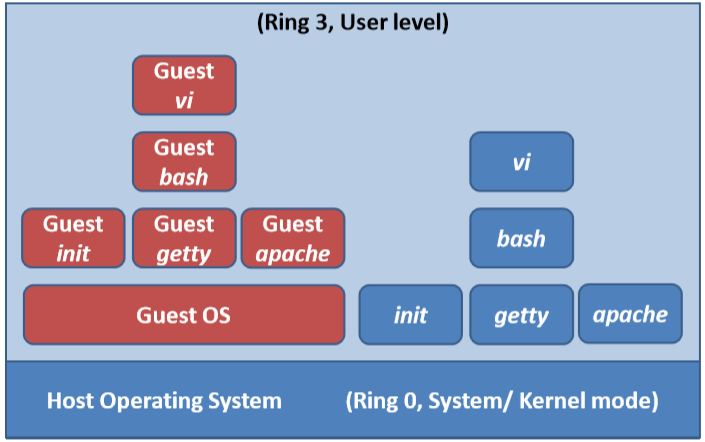 (Ring 3, User level)
Guest
vi
Guest
bash
vi
Guest
init
Guest
getty
Guest
apache
bash
Guest OS
init
getty
apache
Host Operating System
(Ring 0, System/ Kernel mode)